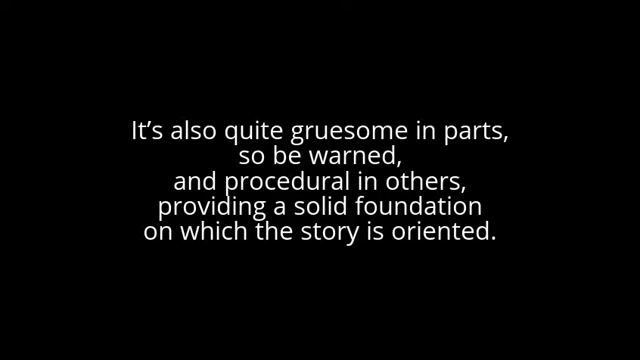 It’s also quite gruesome in parts,
so be warned,
and procedural in others,
providing a solid foundation
on which the story is oriented.